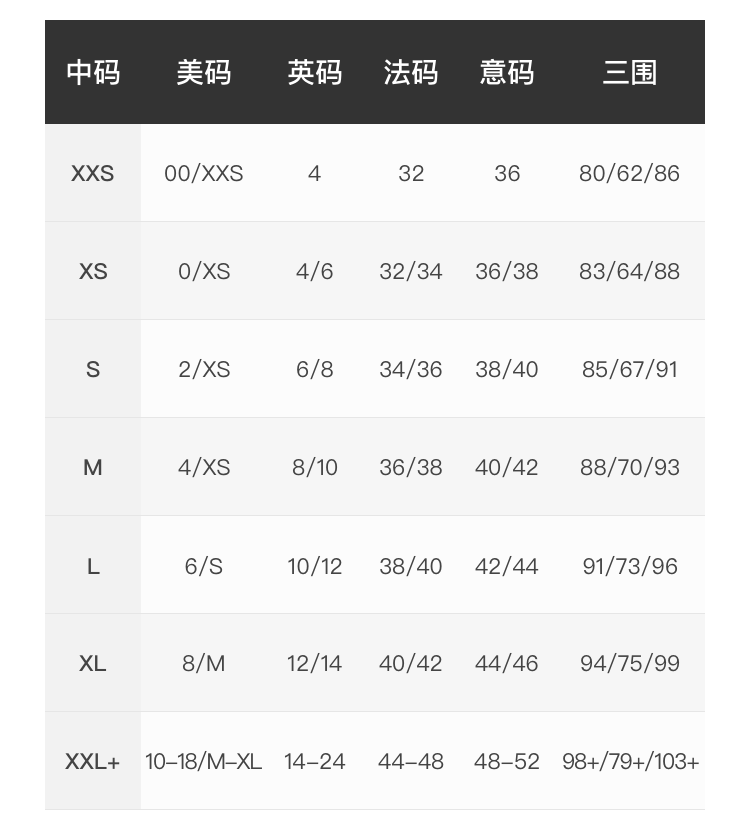 中码 美码 英码 法码 意码 三围
XXS 00/XXS 4 32 36 80/62/86
XS 0/XS 4/6 32/34 36/38 83/64/88
S 2/XS 6/8 34/36 38/40 85/67/91
M 4/XS 8/10 36/38 40/42 88/70/93
L 6/S 10/12 38/40 42/44 91/73/96
XL 8/M 12/14 40/42 44/46 94/75/99
XXL+ 10–18/M–XL 14–24 44–48 48–52 98+/79+/103+